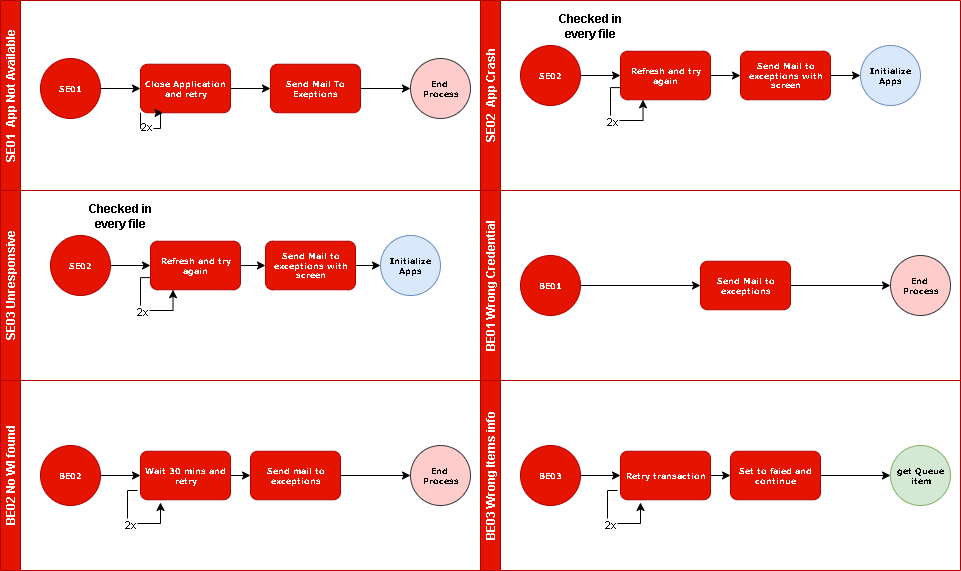 SE01  App Not Available
SE01
Close Application
and retry
2x
Send Mail To
Exeptions
End
Process
SE02  App Crash
Checked in
every file
SE02
Refresh and try
again
2x
Send Mail to
exceptions with
screen
Initialize
Apps
SE03 Unresponsive
Checked in
every file
SE02
Refresh and try
again
2x
Send Mail to
exceptions with
screen
Initialize
Apps
BE01 Wrong Credential
BE01
Send Mail to
exceptions
End
Process
BE02 No WI found
BE02
Wait 30 mins and
retry
2x
Send mail to
exceptions
End
Process
BE03 Wrong Items info
BE03
Retry transaction
2x
Set to faied and
continue
get Queue
item